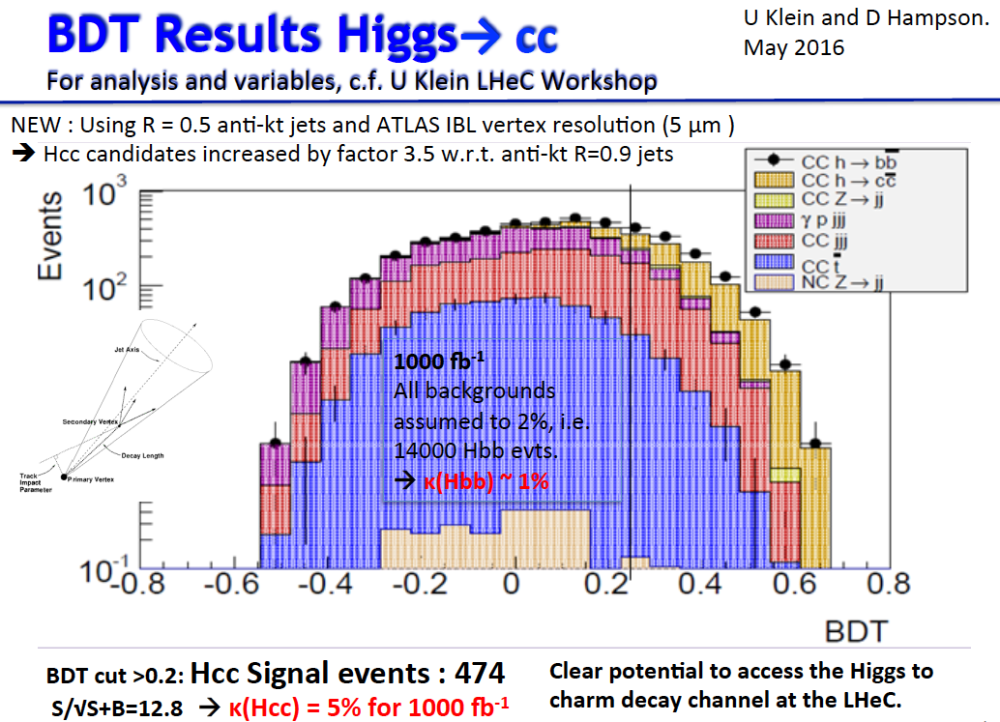 BDT Results Higgs→ cc
U Klein and D Hampson.
May 2016
For analysis and variables, c.f. U Klein LHeC Workshop
NEW : Using R = 0.5 anti-kt jets and ATLAS IBL vertex resolution (5 μm )
➔ Hcc candidates increased by factor 3.5 w.r.t. anti-kt R=0.9 jets
Events
10³
10²
10⁻¹
CC h → bb̅
CC h → cc̅
CC Z → jj
γ p jjj
CC jjj
CC t̅
NC Z → jj
Jet Axis
Secondary Vertex
Decay Length
Track
Impact
Parameter
Primary Vertex
1000 fb⁻¹
All backgrounds
assumed to 2%, i.e.
14000 Hbb evts.
→ κ(Hbb) ~ 1%
-0.8 -0.6 -0.4 -0.2 0 0.2 0.4 0.6 0.8
BDT
BDT cut >0.2: Hcc Signal events : 474
S/√S+B=12.8 → κ(Hcc) = 5% for 1000 fb⁻¹
Clear potential to access the Higgs to
charm decay channel at the LHeC.